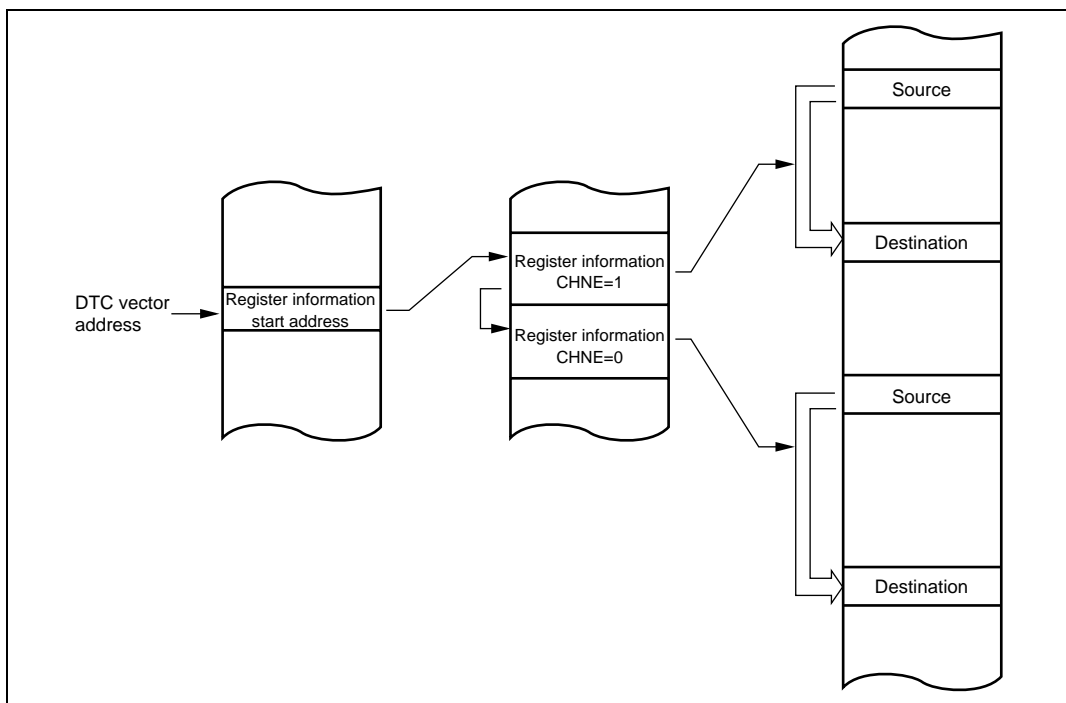 DTC vector
address
Register information
start address
Register information
CHNE=1
Register information
CHNE=0
Source
Destination
Source
Destination